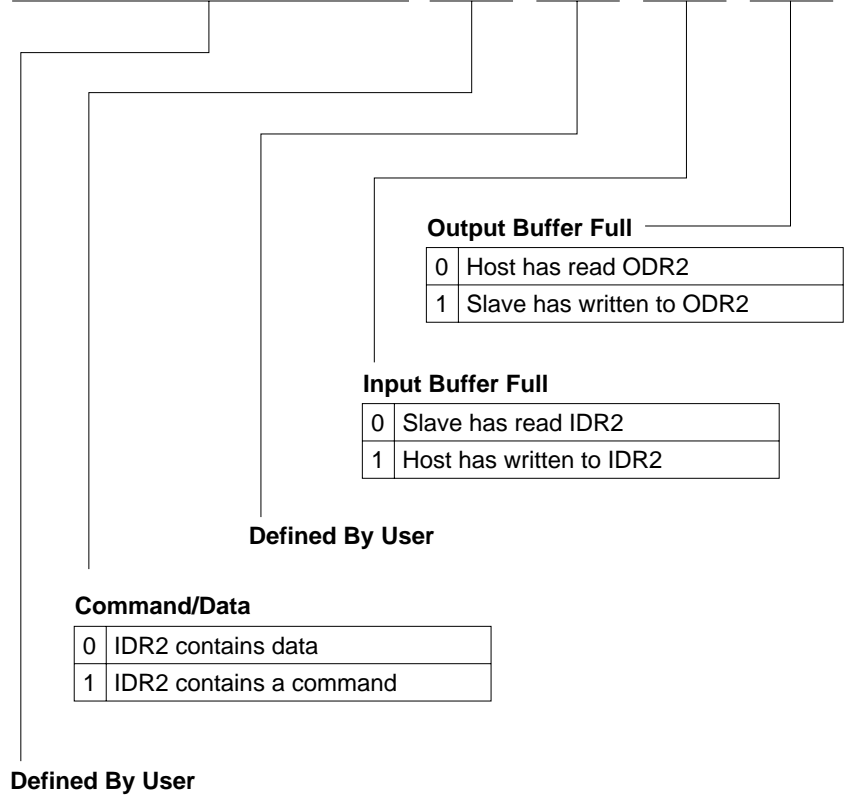 Output Buffer Full
0 Host has read ODR2
1 Slave has written to ODR2
Input Buffer Full
0 Slave has read IDR2
1 Host has written to IDR2
Defined By User
Command/Data
0 IDR2 contains data
1 IDR2 contains a command
Defined By User